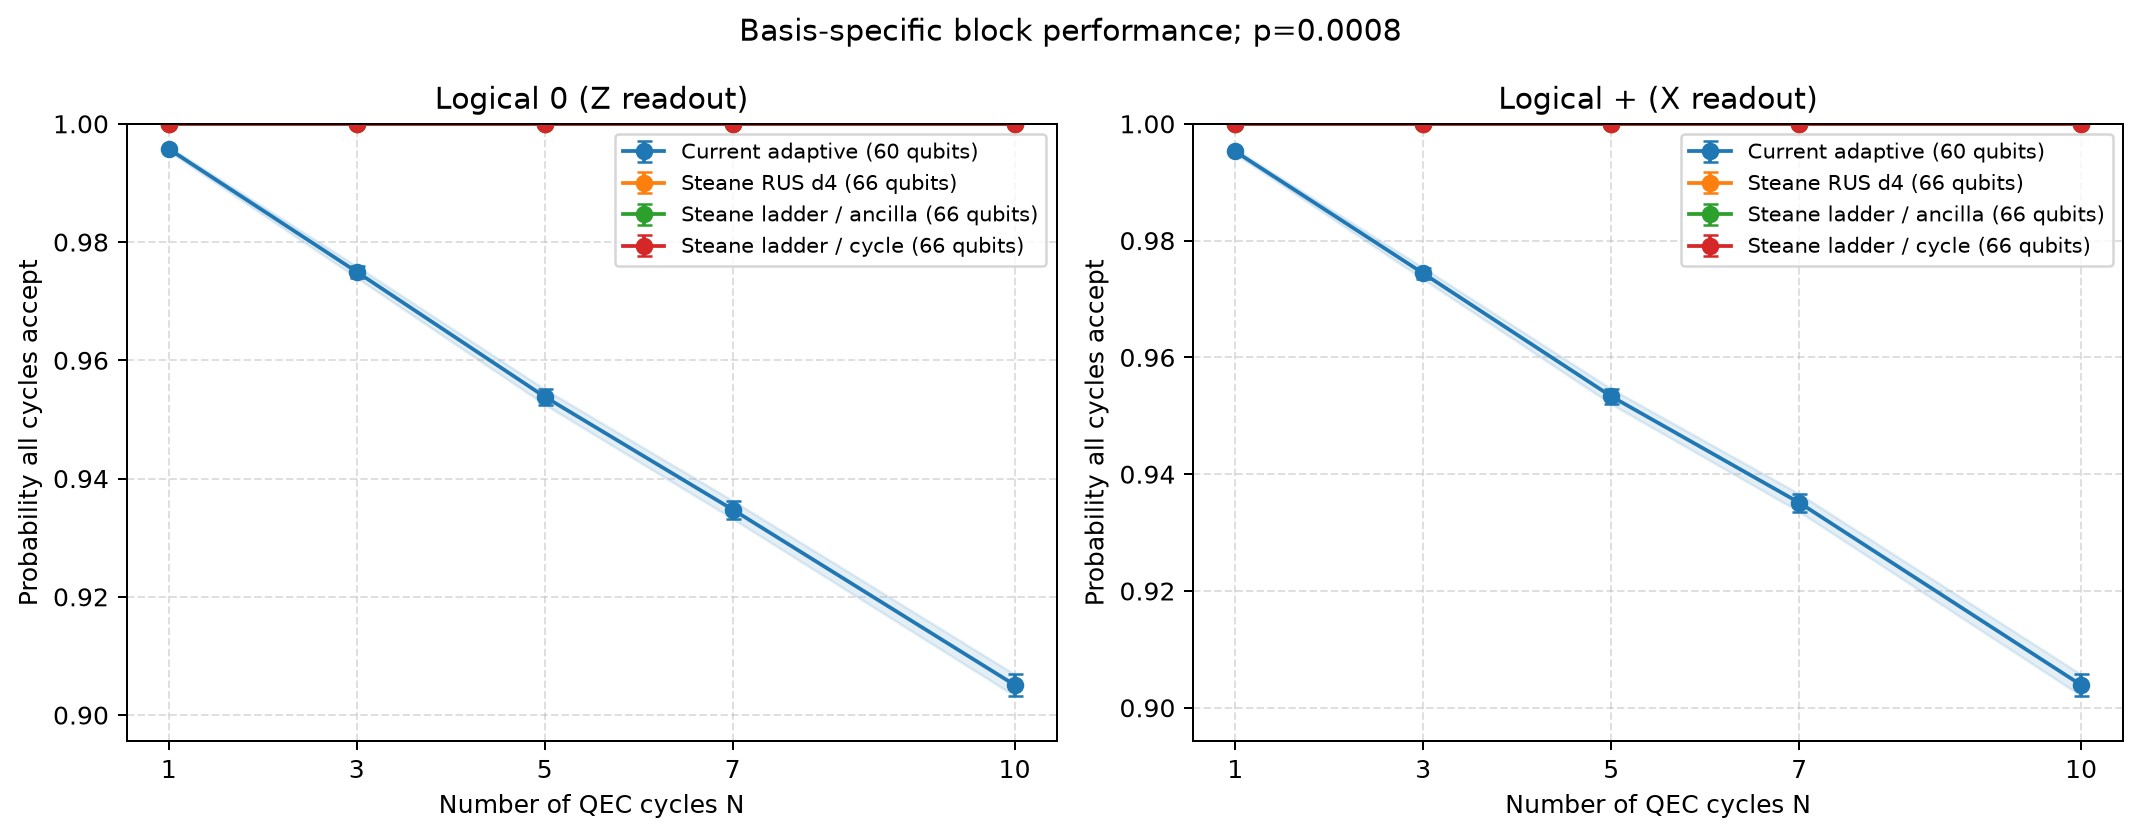 Basis-specific block performance; p=0.0008
Logical 0 (Z readout)
Probability all cycles accept
1.00
0.98
0.96
0.94
0.92
0.90
Current adaptive (60 qubits)
Steane RUS d4 (66 qubits)
Steane ladder / ancilla (66 qubits)
Steane ladder / cycle (66 qubits)
1 3 5 7 10
Number of QEC cycles N
Logical + (X readout)
Probability all cycles accept
1.00
0.98
0.96
0.94
0.92
0.90
Current adaptive (60 qubits)
Steane RUS d4 (66 qubits)
Steane ladder / ancilla (66 qubits)
Steane ladder / cycle (66 qubits)
1 3 5 7 10
Number of QEC cycles N